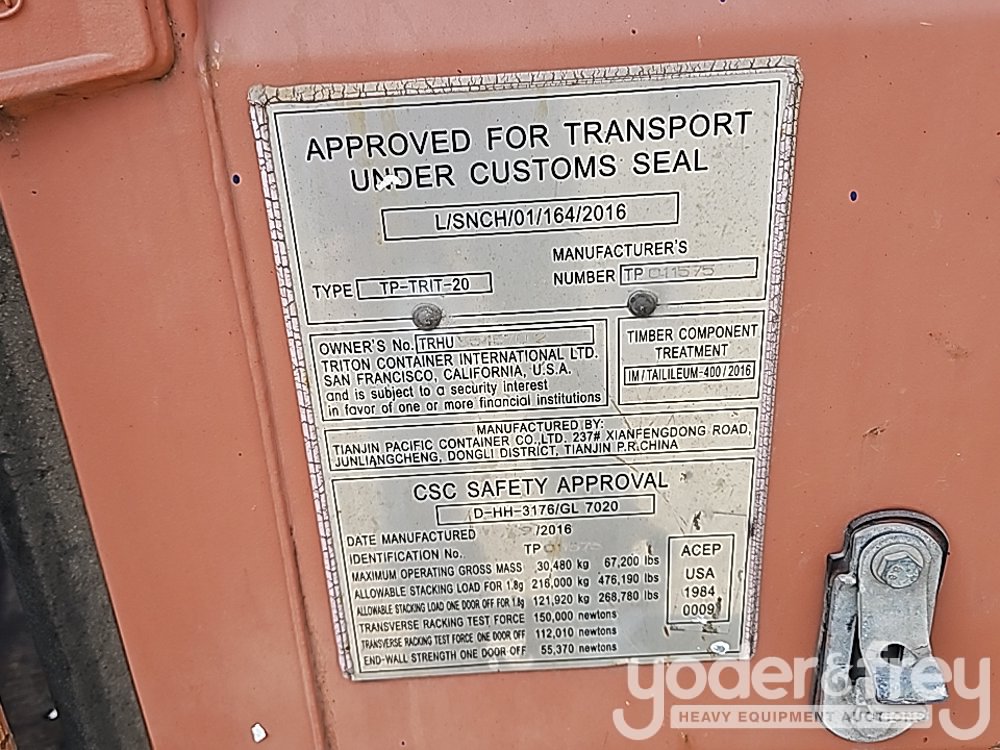 APPROVED FOR TRANSPORT
UNDER CUSTOMS SEAL
L/SNCH/01/164/2016
TYPE TP-TRIT-20
MANUFACTURER'S
NUMBER TP 011575
OWNER'S No. TRHU
TRITON CONTAINER INTERNATIONAL LTD.
SAN FRANCISCO, CALIFORNIA, U.S.A.
and is subject to a security interest
in favor of one or more financial institutions
TIMBER COMPONENT
TREATMENT
IM/TAILILEUM-400/2016
MANUFACTURED BY:
TIANJIN PACIFIC CONTAINER CO.,LTD. 237# XIANFENGDONG ROAD,
JUNLIANGCHENG, DONGLI DISTRICT, TIANJIN P.R.CHINA
CSC SAFETY APPROVAL
D-HH-3176/GL 7020
DATE MANUFACTURED /2016
IDENTIFICATION No. TP 011575
MAXIMUM OPERATING GROSS MASS 30,480 kg 67,200 lbs
ALLOWABLE STACKING LOAD FOR 1.8g 216,000 kg 476,190 lbs
ALLOWABLE STACKING LOAD ONE DOOR OFF FOR 1.8g 121,920 kg 268,780 lbs
TRANSVERSE RACKING TEST FORCE 150,000 newtons
TRANSVERSE RACKING TEST FORCE ONE DOOR OFF 112,010 newtons
END-WALL STRENGTH ONE DOOR OFF 55,370 newtons
ACEP
USA
1984
0009
yoder&frey
HEAVY EQUIPMENT AUCTIONS